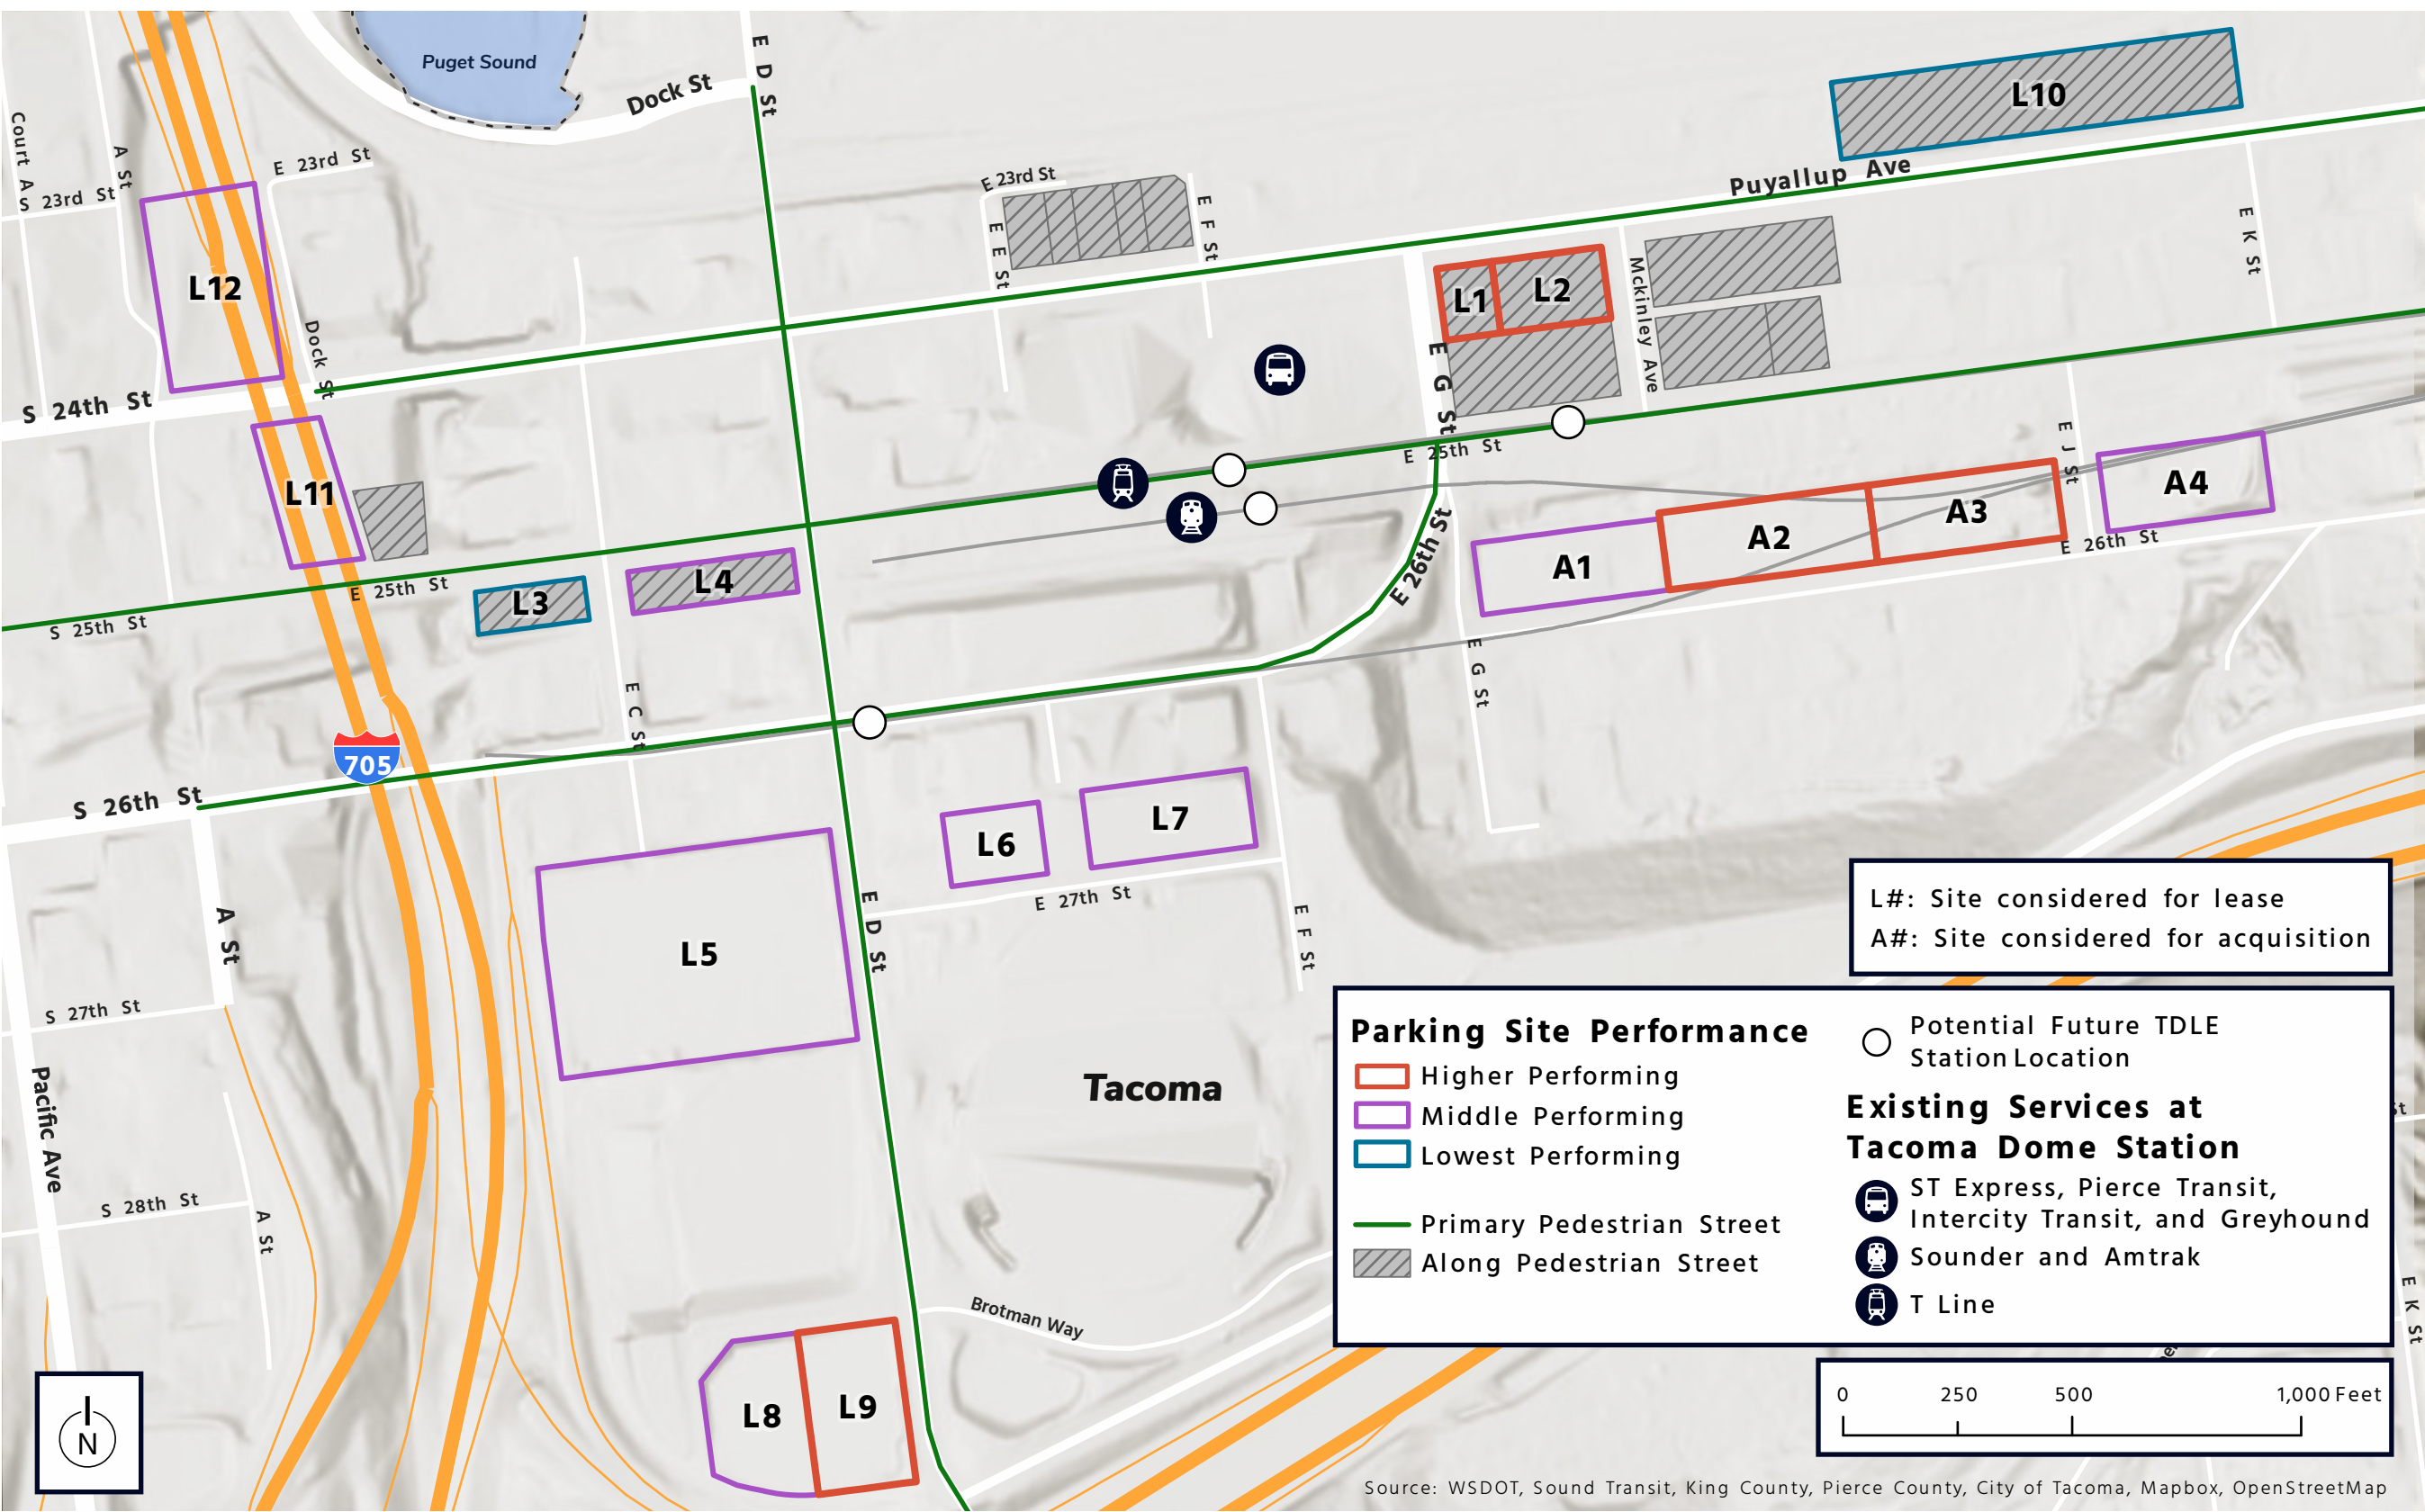 Puget Sound
Dock St
E D St
Court A
A St
E 23rd St
S 23rd St
E 23rd St
E E St
E F St
L10
Puyallup Ave
E K St
L12
Dock St
L1
L2
Mckinley Ave
S 24th St
E G St
E 25th St
E J St
L11
A4
A3
A2
A1
E 26th St
E 26th St
L4
L3
E 25th St
S 25th St
E C St
E G St
705
S 26th St
L7
L6
E 27th St
E D St
E F St
A St
L5
S 27th St
Pacific Ave
Tacoma
S 28th St
A St
Brotman Way
L8
L9
N
L#: Site considered for lease
A#: Site considered for acquisition
Parking Site Performance
Higher Performing
Middle Performing
Lowest Performing
Primary Pedestrian Street
Along Pedestrian Street
Potential Future TDLE
Station Location
Existing Services at
Tacoma Dome Station
ST Express, Pierce Transit,
Intercity Transit, and Greyhound
Sounder and Amtrak
T Line
St
E K St
0 250 500 1,000 Feet
Source: WSDOT, Sound Transit, King County, Pierce County, City of Tacoma, Mapbox, OpenStreetMap